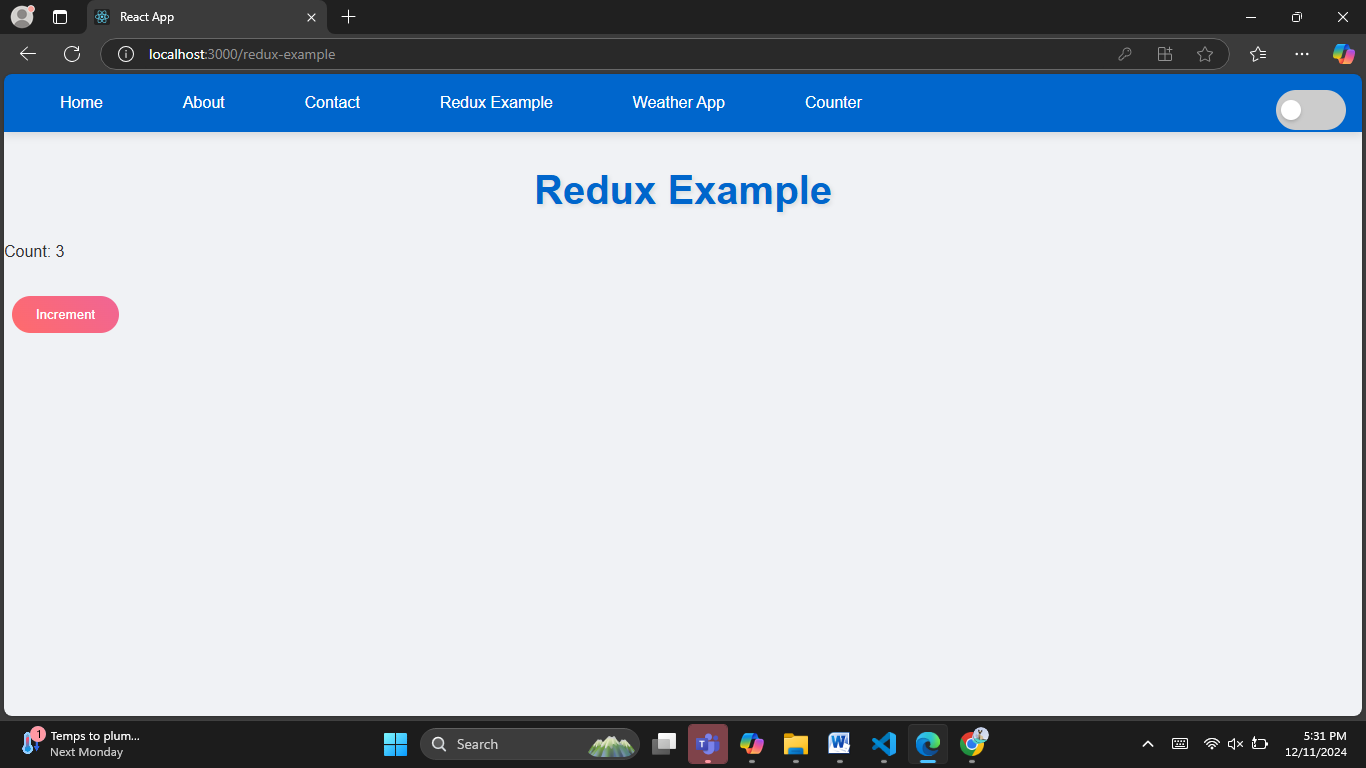 React App
localhost:3000/redux-example
Home About Contact Redux Example Weather App Counter
Redux Example
Count: 3
Increment
1
Temps to plum...
Next Monday
Search
T
W
Y
5:31 PM
12/11/2024